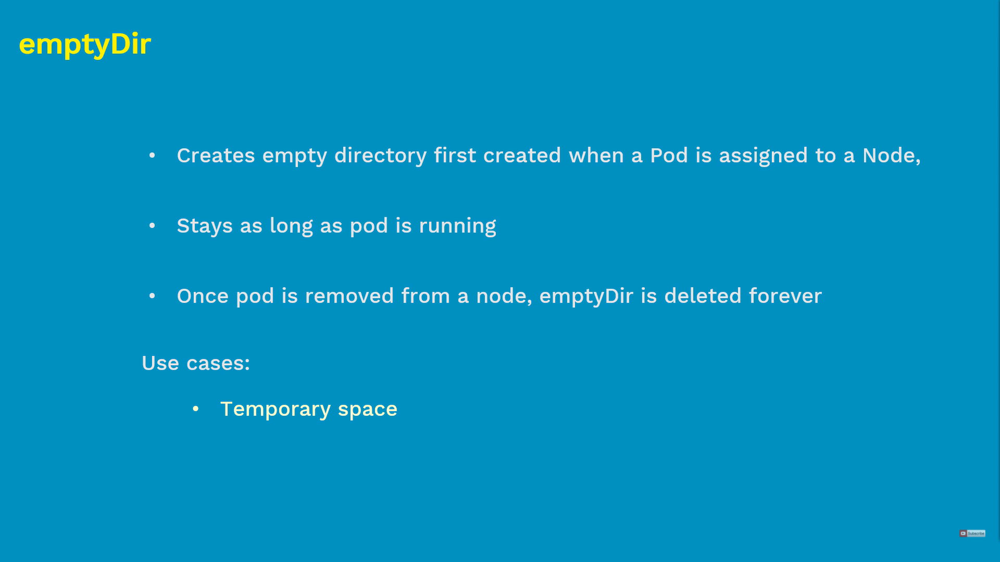 emptyDir
• Creates empty directory first created when a Pod is assigned to a Node,
• Stays as long as pod is running
• Once pod is removed from a node, emptyDir is deleted forever
Use cases:
• Temporary space
Subscribe